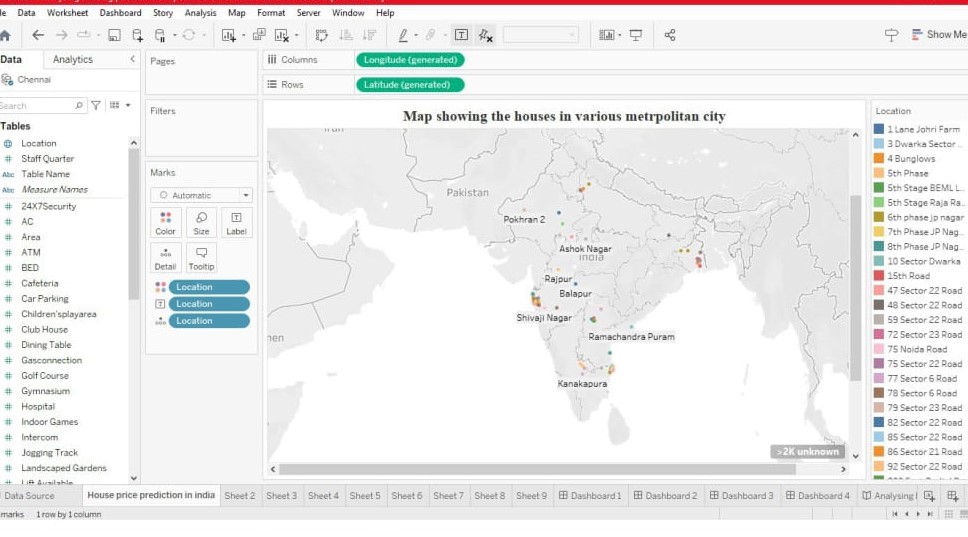 le Data Worksheet Dashboard Story Analysis Map Format Server Window Help
Show Me
Data Analytics
Chennai
Search
Tables
Location
Staff Quarter
Abc Table Name
Abc Measure Names
# 24X7Security
# AC
# Area
# ATM
# BED
# Cafeteria
# Car Parking
# Children'splayarea
# Club House
# Dining Table
# Gasconnection
# Golf Course
# Gymnasium
# Hospital
# Indoor Games
# Intercom
# Jogging Track
# Landscaped Gardens
# Lift Available
Pages
Filters
Marks
Automatic
Color Size Label
Detail Tooltip
Location
Location
Location
Columns Longitude (generated)
Rows Latitude (generated)
Map showing the houses in various metrpolitan city
Iran
Pakistan
Pokhran 2
Ashok Nagar
India
Rajpur
Balapur
Shivaji Nagar
Ramachandra Puram
Kanakapura
men
>2K unknown
Location
1 Lane Johri Farm
3 Dwarka Sector ..
4 Bunglows
5th Phase
5th Stage BEML L..
5th Stage Raja Ra..
6th phase jp nagar
7th Phase JP Nag..
8th Phase JP Nag..
10 Sector Dwarka
15th Road
47 Sector 22 Road
48 Sector 22 Road
59 Sector 22 Road
72 Sector 23 Road
75 Noida Road
75 Sector 22 Road
77 Sector 6 Road
78 Sector 6 Road
79 Sector 23 Road
82 Sector 22 Road
85 Sector 22 Road
86 Sector 21 Road
92 Sector 22 Road
Data Source House price prediction in india Sheet 2 Sheet 3 Sheet 4 Sheet 5 Sheet 6 Sheet 7 Sheet 8 Sheet 9 Dashboard 1 Dashboard 2 Dashboard 3 Dashboard 4 Analysing
marks 1 row by 1 column